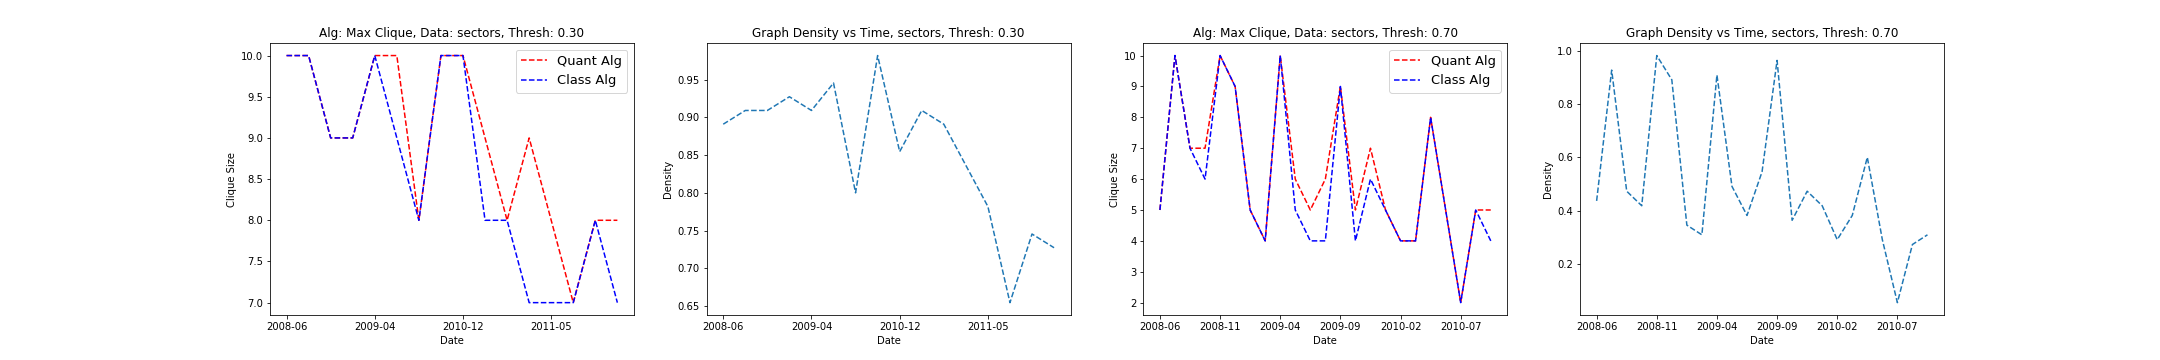 Alg: Max Clique, Data: sectors, Thresh: 0.30
10.0
9.5
9.0
8.5
8.0
7.5
7.0
Clique Size
Quant Alg
Class Alg
2008-06 2009-04 2010-12 2011-05
Date
Graph Density vs Time, sectors, Thresh: 0.30
0.95
0.90
0.85
0.80
0.75
0.70
0.65
Density
2008-06 2009-04 2010-12 2011-05
Date
Alg: Max Clique, Data: sectors, Thresh: 0.70
10
9
8
7
6
5
4
3
2
Clique Size
Quant Alg
Class Alg
2008-06 2008-11 2009-04 2009-09 2010-02 2010-07
Date
Graph Density vs Time, sectors, Thresh: 0.70
1.0
0.8
0.6
0.4
0.2
Density
2008-06 2008-11 2009-04 2009-09 2010-02 2010-07
Date